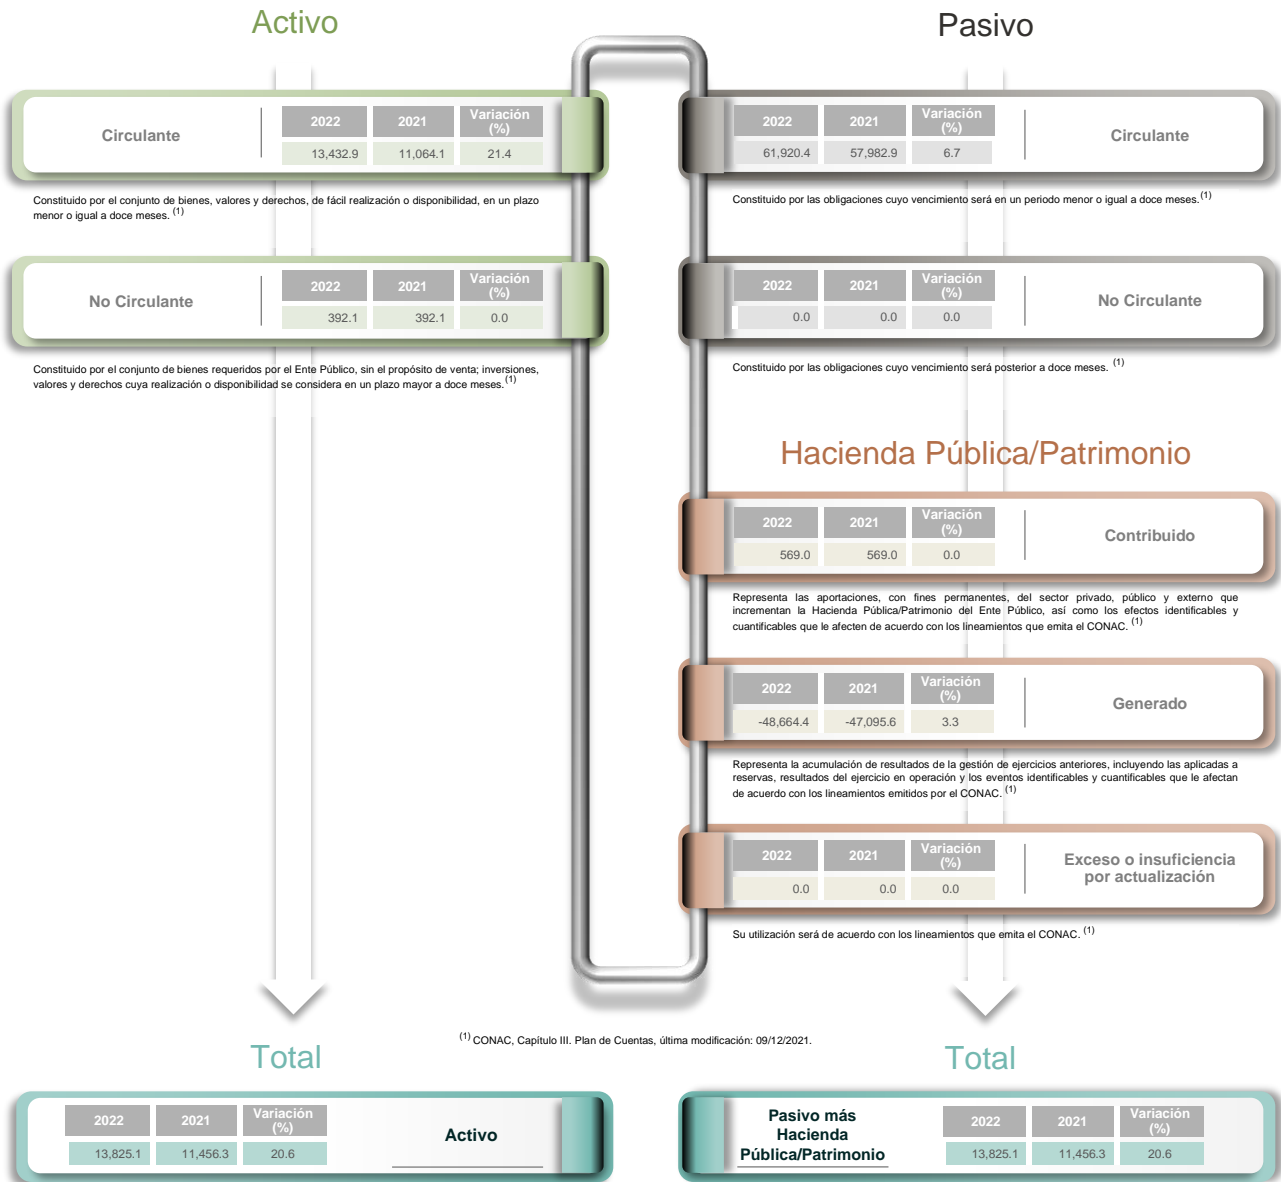 Activo
Circulante
2022 2021 Variación (%)
13,432.9 11,064.1 21.4
Constituido por el conjunto de bienes, valores y derechos, de fácil realización o disponibilidad, en un plazo
menor o igual a doce meses. (1)
No Circulante
2022 2021 Variación (%)
392.1 392.1 0.0
Constituido por el conjunto de bienes requeridos por el Ente Público, sin el propósito de venta; inversiones,
valores y derechos cuya realización o disponibilidad se considera en un plazo mayor a doce meses. (1)
Pasivo
2022 2021 Variación (%)
61,920.4 57,982.9 6.7
Circulante
Constituido por las obligaciones cuyo vencimiento será en un periodo menor o igual a doce meses. (1)
2022 2021 Variación (%)
0.0 0.0 0.0
No Circulante
Constituido por las obligaciones cuyo vencimiento será posterior a doce meses. (1)
Hacienda Pública/Patrimonio
2022 2021 Variación (%)
569.0 569.0 0.0
Contribuido
Representa las aportaciones, con fines permanentes, del sector privado, público y externo que
incrementan la Hacienda Pública/Patrimonio del Ente Público, así como los efectos identificables y
cuantificables que le afecten de acuerdo con los lineamientos que emita el CONAC. (1)
2022 2021 Variación (%)
-48,664.4 -47,095.6 3.3
Generado
Representa la acumulación de resultados de la gestión de ejercicios anteriores, incluyendo las aplicadas a
reservas, resultados del ejercicio en operación y los eventos identificables y cuantificables que le afectan
de acuerdo con los lineamientos emitidos por el CONAC. (1)
2022 2021 Variación (%)
0.0 0.0 0.0
Exceso o insuficiencia
por actualización
Su utilización será de acuerdo con los lineamientos que emita el CONAC. (1)
(1) CONAC, Capítulo III. Plan de Cuentas, última modificación: 09/12/2021.
Total
2022 2021 Variación (%)
13,825.1 11,456.3 20.6
Activo
Total
Pasivo más
Hacienda
Pública/Patrimonio
2022 2021 Variación (%)
13,825.1 11,456.3 20.6